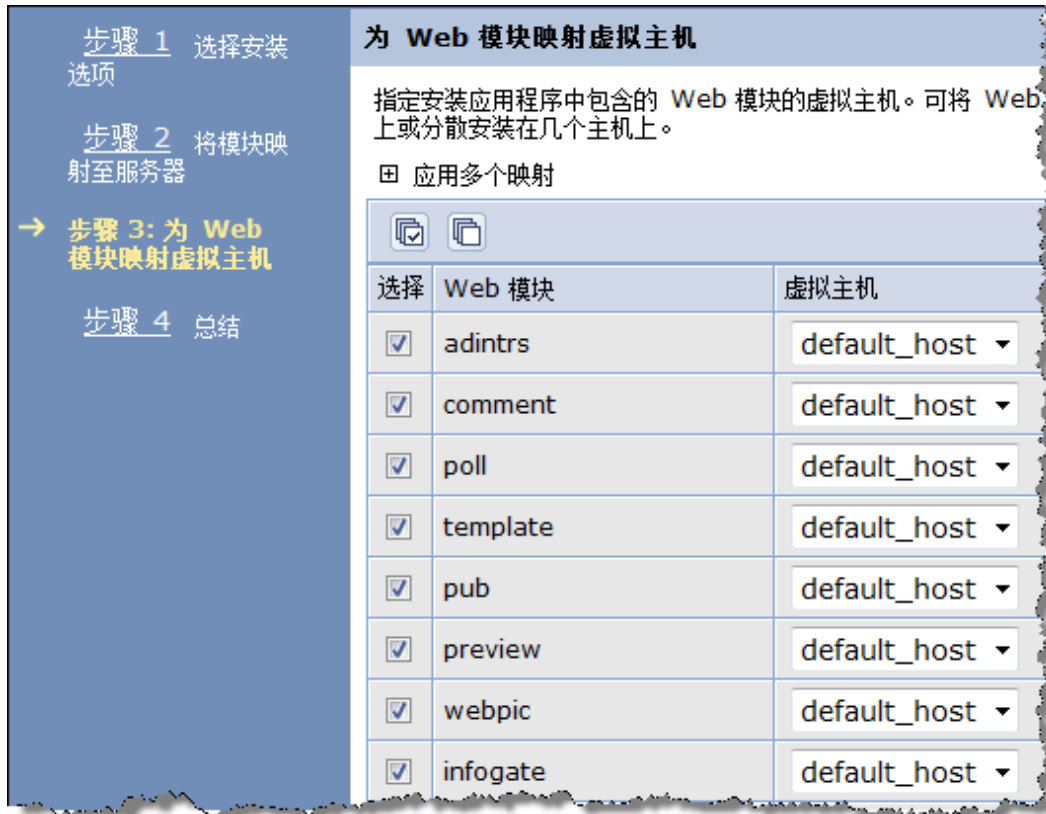 步骤 1 选择安装
选项
步骤 2 将模块映
射至服务器
步骤 3: 为 Web
模块映射虚拟主机
步骤 4 总结
为 Web 模块映射虚拟主机
指定安装应用程序中包含的 Web 模块的虚拟主机。可将 Web
上或分散安装在几个主机上。
应用多个映射
选择 Web 模块 虚拟主机
adintrs default_host
comment default_host
poll default_host
template default_host
pub default_host
preview default_host
webpic default_host
infogate default_host